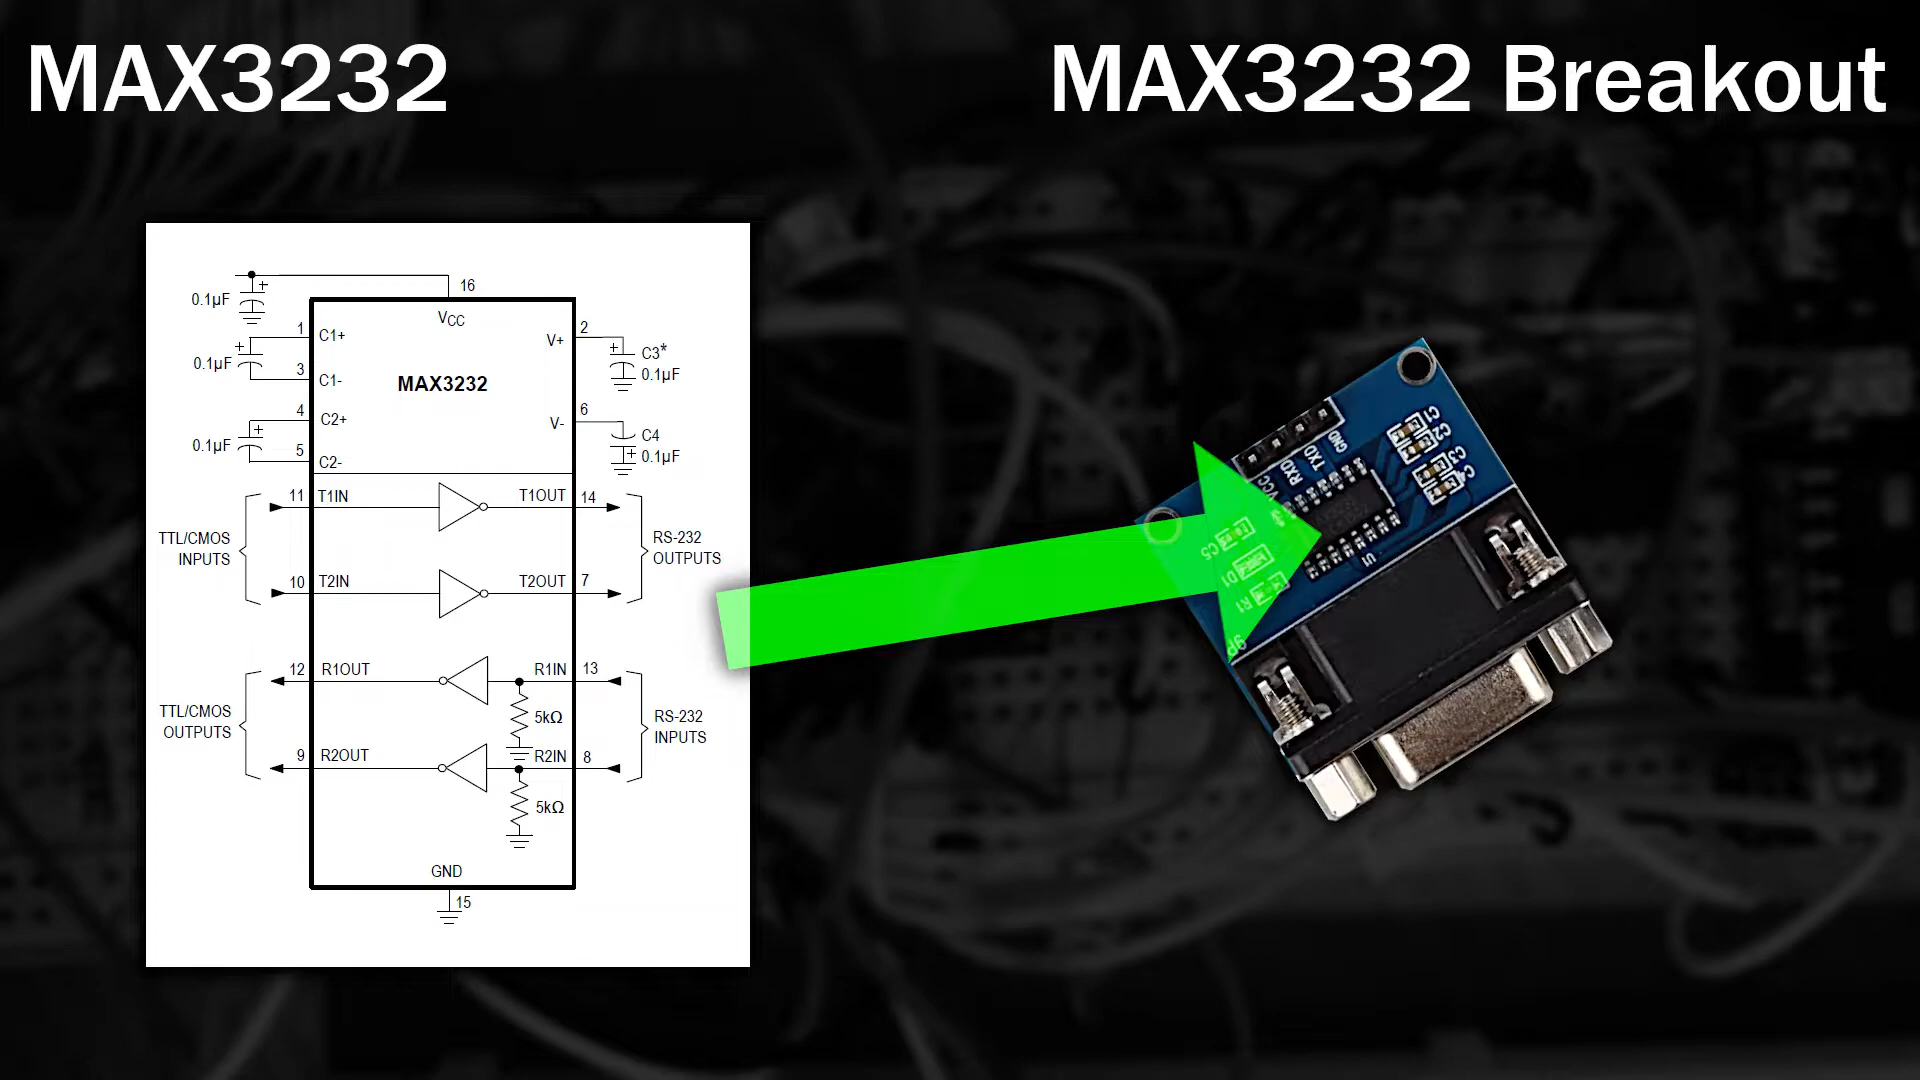 MAX3232
MAX3232 Breakout
16
0.1µF
VCC
1
C1+
V+
2
0.1µF
C3*
0.1µF
3
C1-
MAX3232
4
C2+
V-
6
0.1µF
C4
0.1µF
5
C2-
11
T1IN
T1OUT
14
TTL/CMOS
INPUTS
RS-232
OUTPUTS
10
T2IN
T2OUT
7
12
R1OUT
R1IN
13
5kΩ
TTL/CMOS
OUTPUTS
RS-232
INPUTS
9
R2OUT
R2IN
8
5kΩ
GND
15
GND
TXD
RXD
VCC
C1
C2
C3
C4
C5
D1
R1
U1